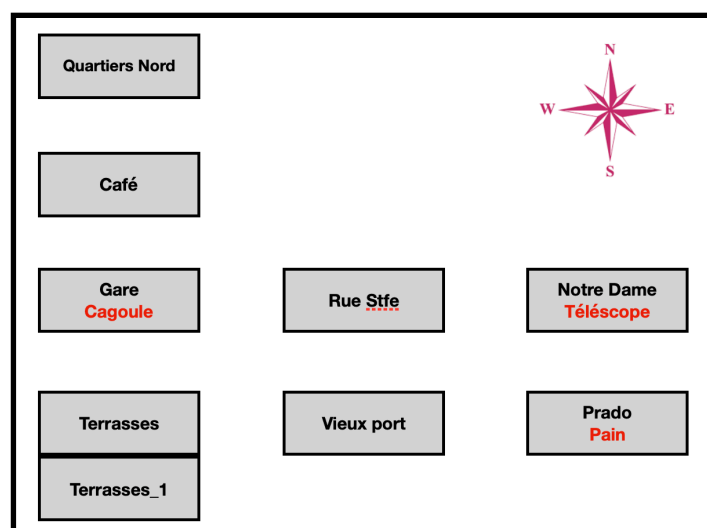 Quartiers Nord
N
W
E
S
Café
Gare
Cagoule
Rue Stfe
Notre Dame
Téléscope
Terrasses
Vieux port
Prado
Pain
Terrasses_1